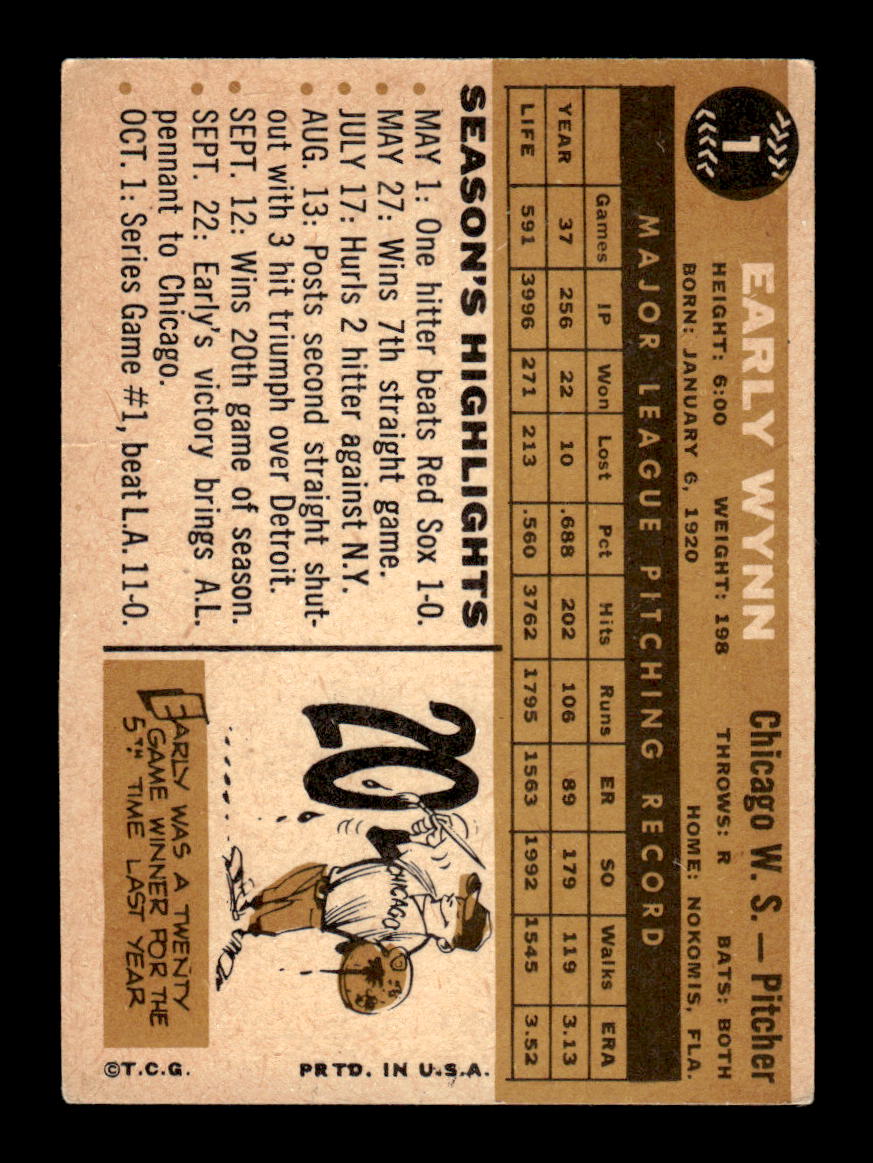 1
EARLY WYNN Chicago W. S. — Pitcher
HEIGHT: 6:00 WEIGHT: 198 THROWS: R BATS: BOTH
BORN: JANUARY 6, 1920 HOME: NOKOMIS, FLA.
MAJOR LEAGUE PITCHING RECORD
Games IP Won Lost Pct Hits Runs ER SO Walks ERA
YEAR 37 256 22 10 .688 202 106 89 179 119 3.13
LIFE 591 3996 271 213 .560 3762 1795 1563 1992 1545 3.52
SEASON'S HIGHLIGHTS
• MAY 1: One hitter beats Red Sox 1-0.
• MAY 27: Wins 7th straight game.
• JULY 17: Hurls 2 hitter against N.Y.
• AUG. 13: Posts second straight shut-
out with 3 hit triumph over Detroit.
• SEPT. 12: Wins 20th game of season.
• SEPT. 22: Early's victory brings A.L.
pennant to Chicago.
• OCT. 1: Series Game #1, beat L.A. 11-0.
20
CHICAGO
EARLY WAS A TWENTY
GAME WINNER FOR THE
5TH TIME LAST YEAR
©T.C.G. PRTD. IN U.S.A.